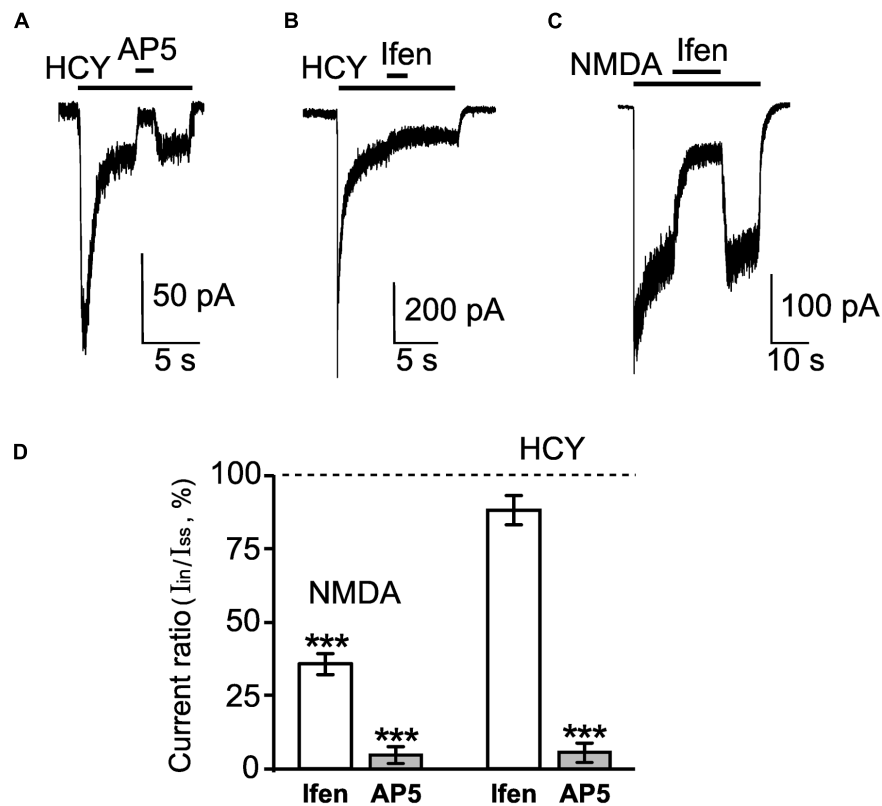 A
AP5
HCY
50 pA
5 s
B
Ifen
HCY
200 pA
5 s
C
Ifen
NMDA
100 pA
10 s
D
HCY
Current ratio (Iin/Iss, %)
100
75
50
25
0
NMDA
***
***
***
Ifen AP5 Ifen AP5